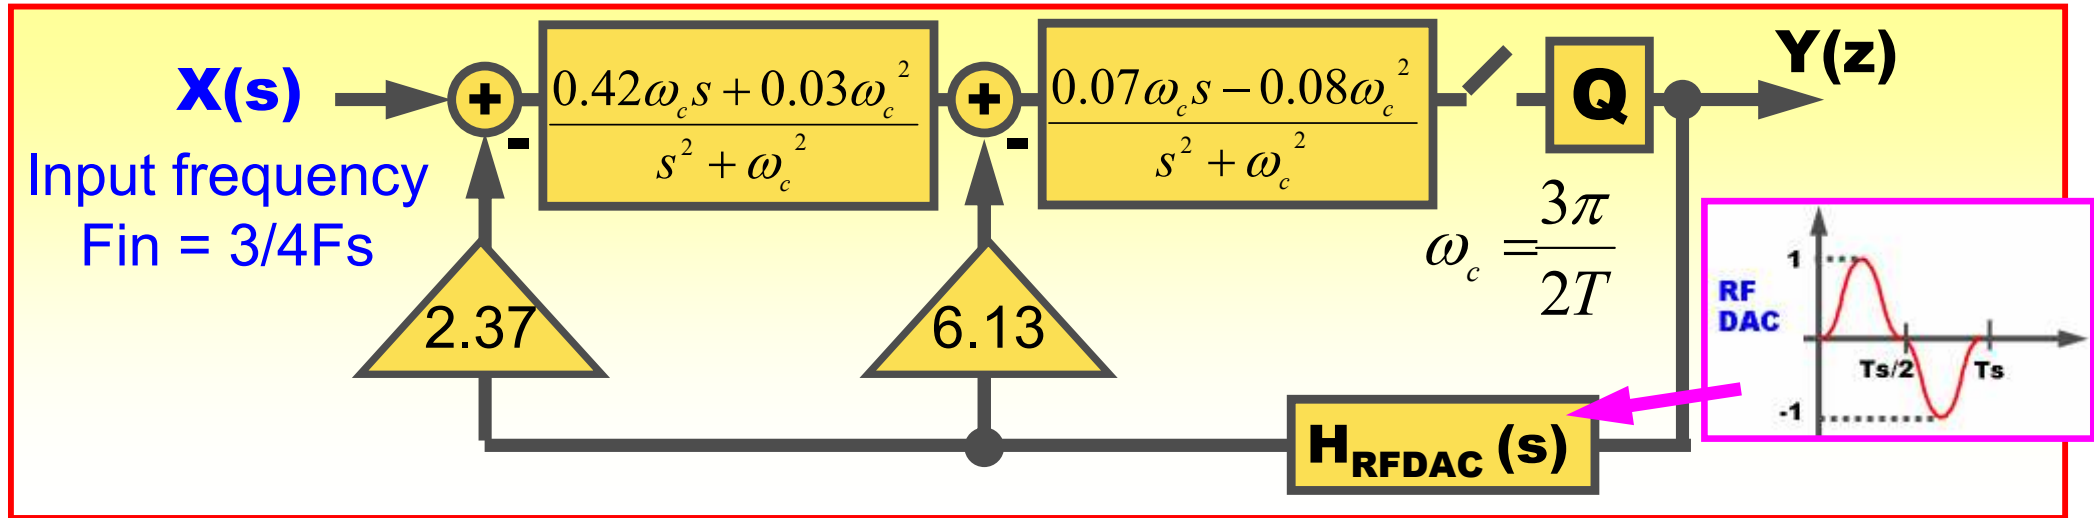 X(s)
Input frequency
Fin = 3/4Fs
+
-
0.42ω_c s + 0.03ω_c^2
s^2 + ω_c^2
+
-
0.07ω_c s − 0.08ω_c^2
s^2 + ω_c^2
Q
Y(z)
ω_c = 3π
2T
2.37
6.13
H_RFDAC (s)
RF
DAC
1
Ts/2
Ts
-1